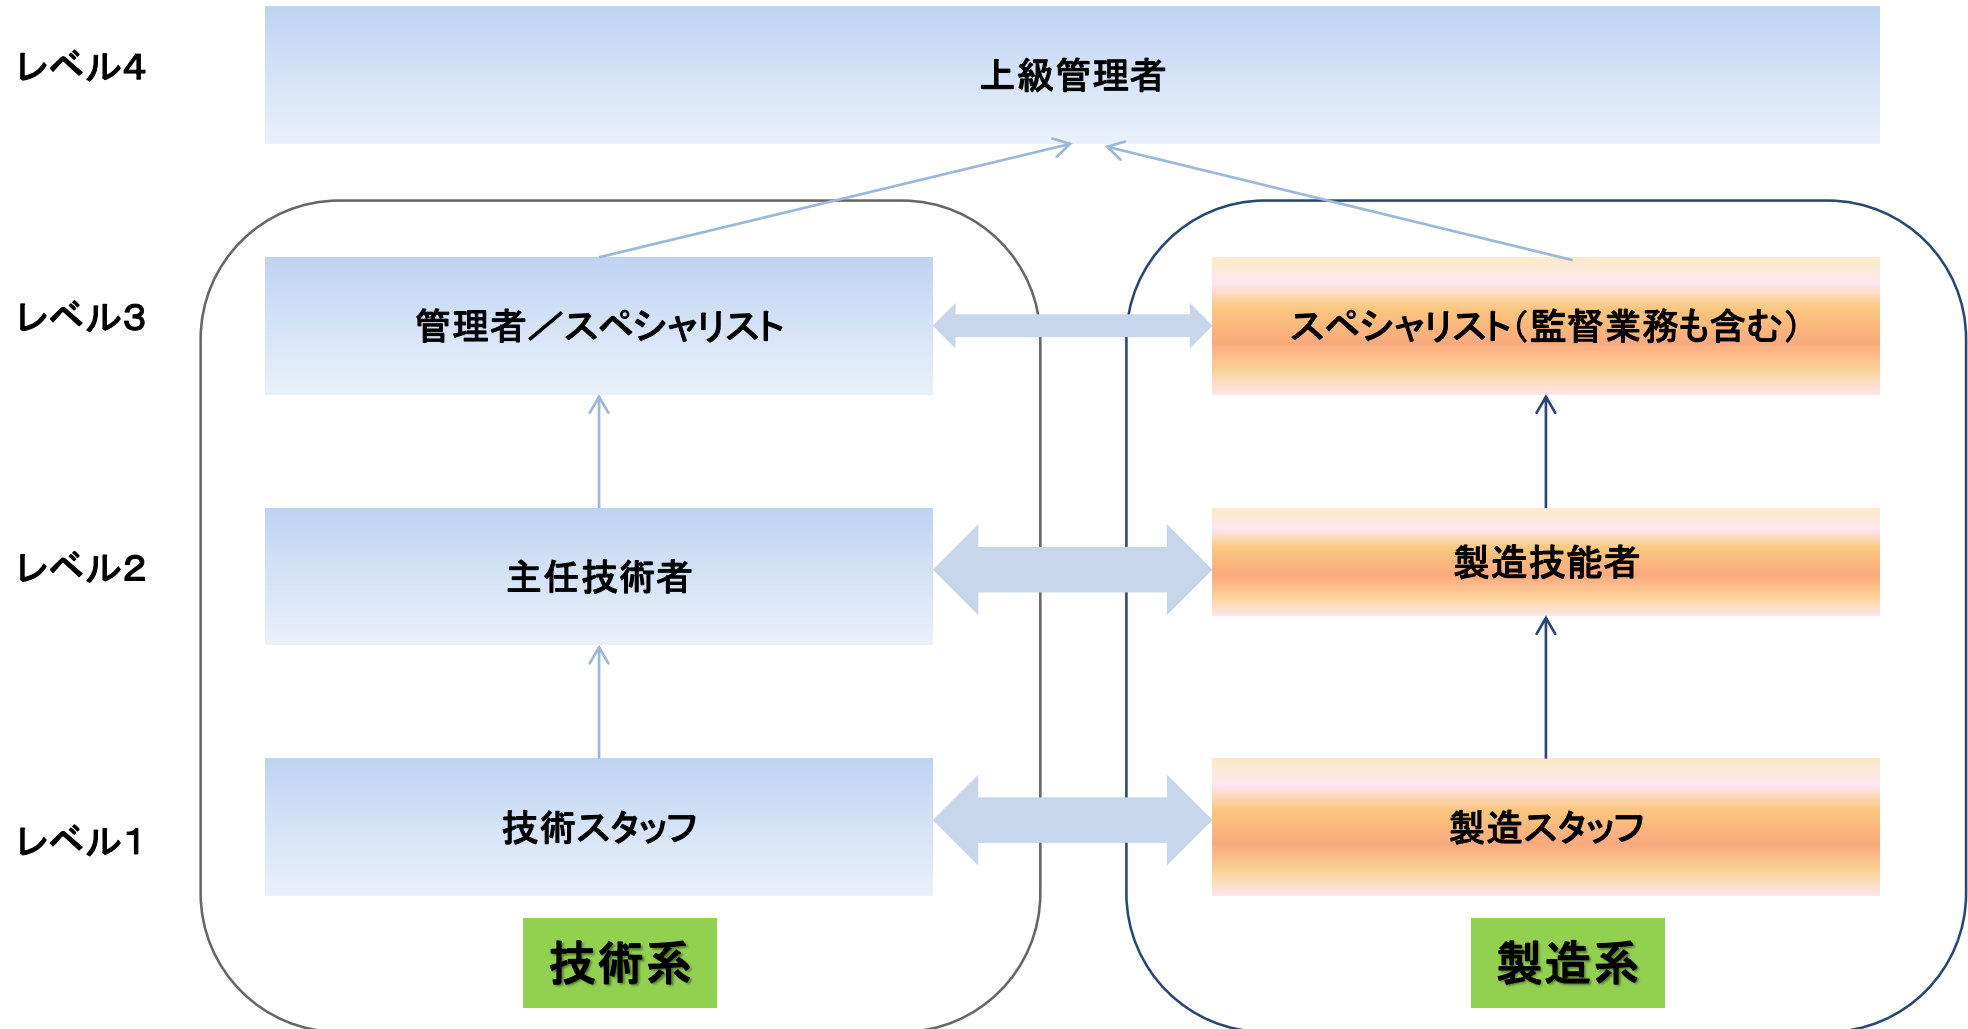 レベル4
上級管理者
レベル3
管理者／スペシャリスト
スペシャリスト（監督業務も含む）
レベル2
主任技術者
製造技能者
レベル1
技術スタッフ
製造スタッフ
技術系
製造系